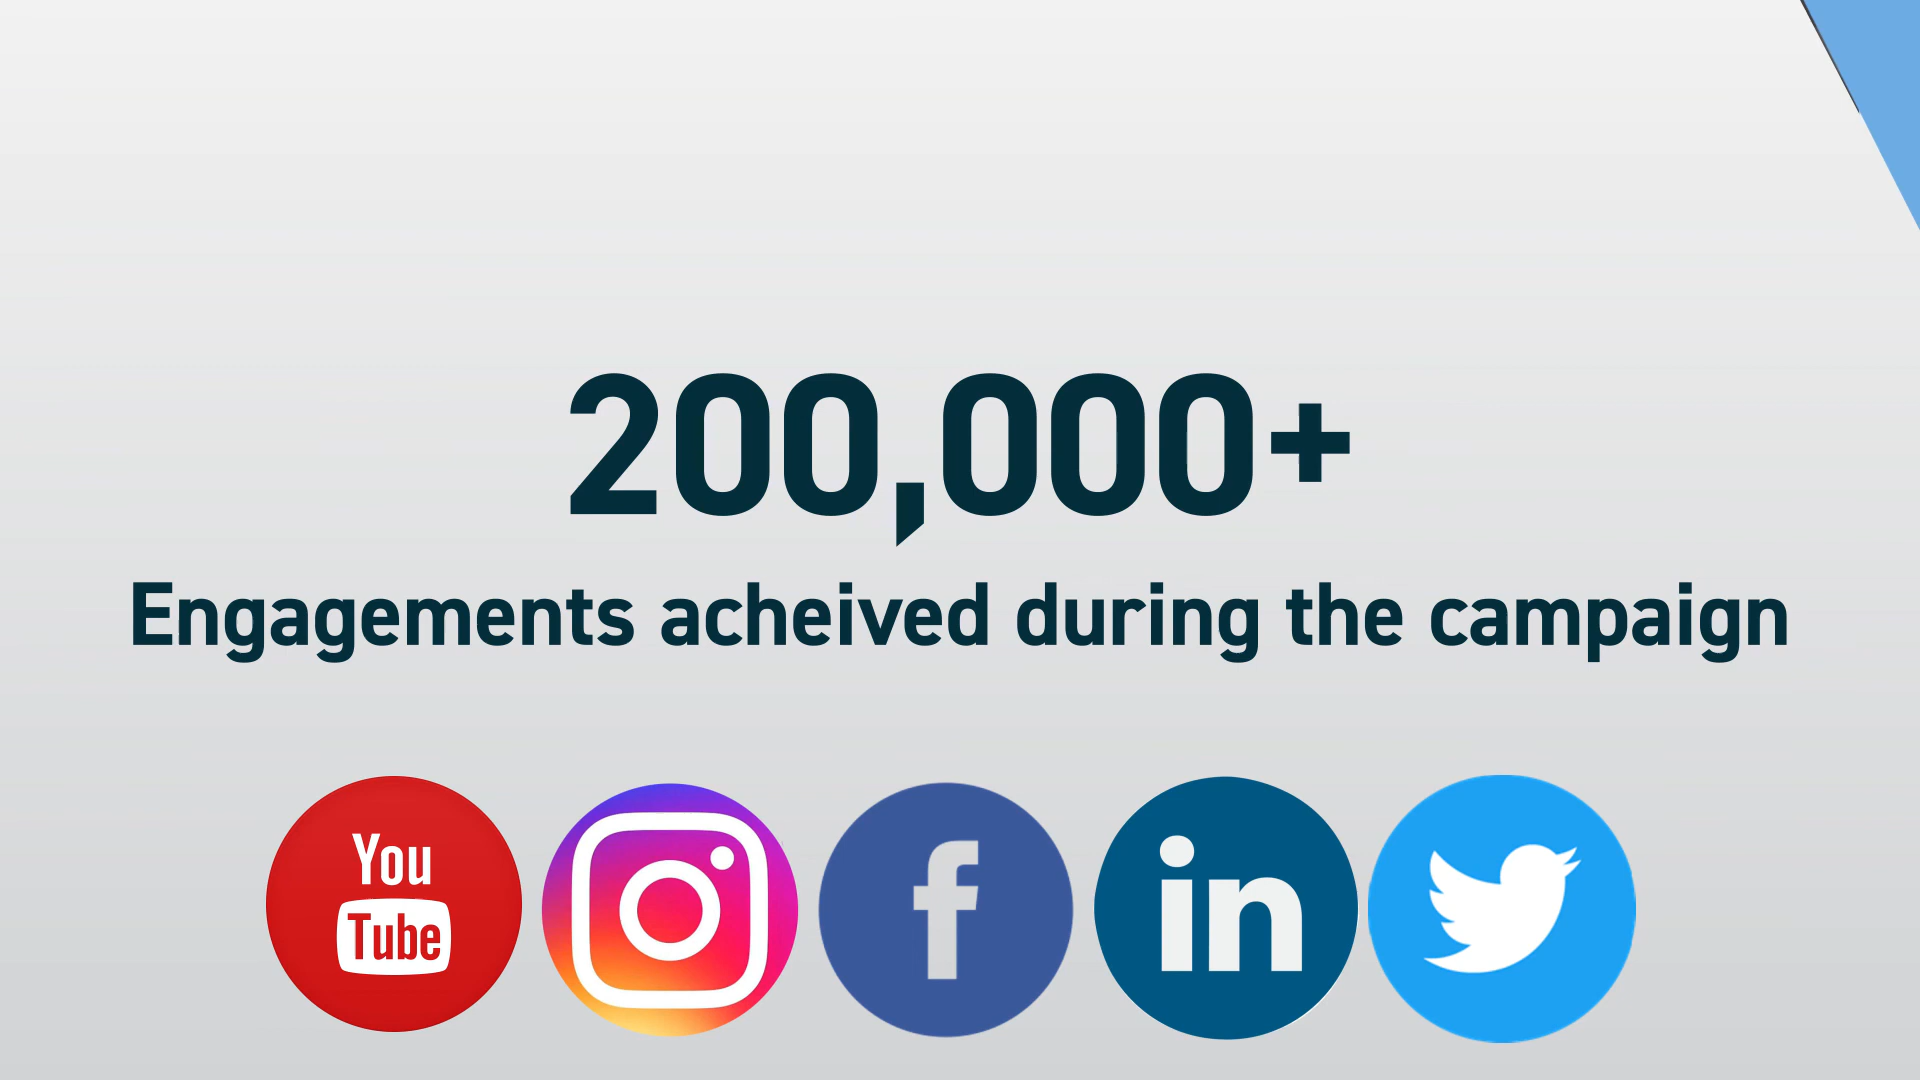 200,000+
Engagements acheived during the campaign
You
Tube
f
in